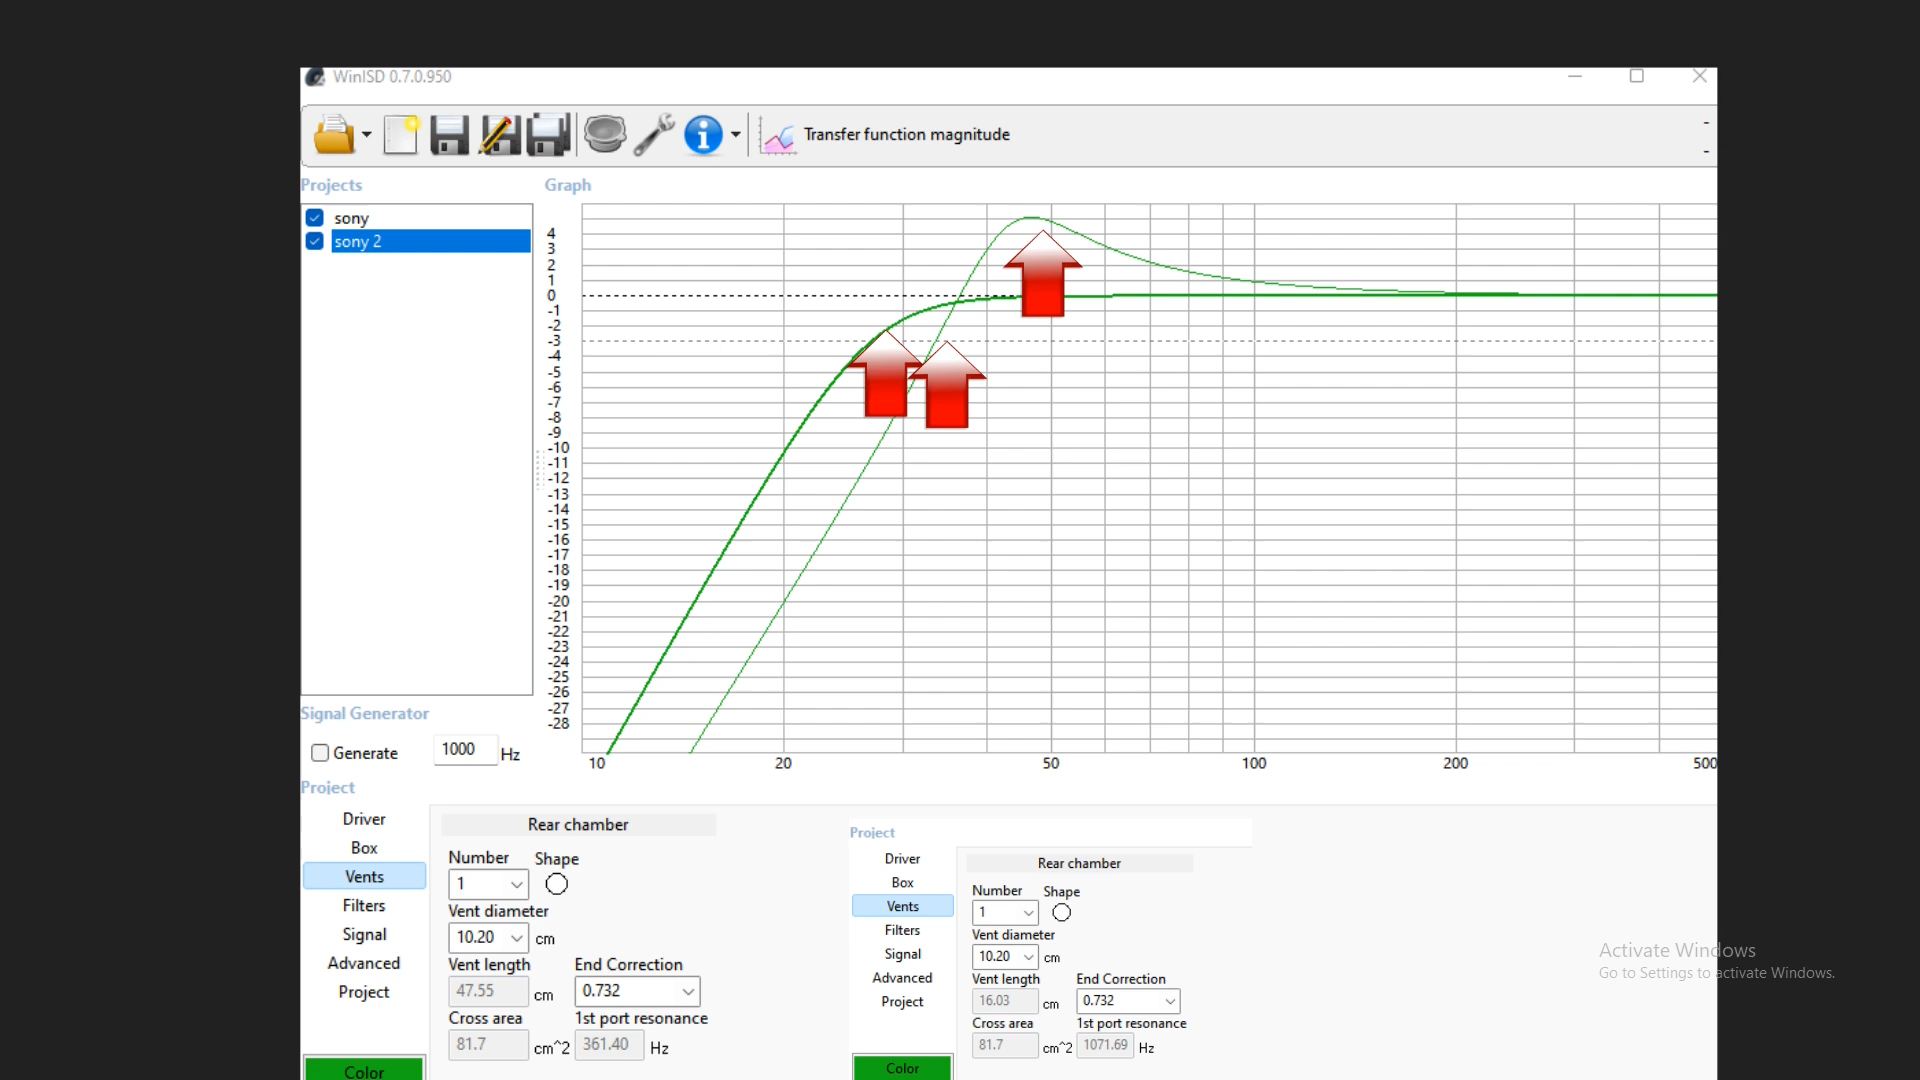 WinISD 0.7.0.950
Transfer function magnitude
Projects
Graph
sony
sony 2
4
3
2
1
0
-1
-2
-3
-4
-5
-6
-7
-8
-9
-10
-11
-12
-13
-14
-15
-16
-17
-18
-19
-20
-21
-22
-23
-24
-25
-26
-27
-28
10 20 50 100 200 500
Signal Generator
Generate 1000 Hz
Project
Driver
Box
Vents
Filters
Signal
Advanced
Project
Color
Rear chamber
Number Shape
1
Vent diameter
10.20 cm
Vent length End Correction
47.55 cm 0.732
Cross area 1st port resonance
81.7 cm^2 361.40 Hz
Project
Driver
Box
Vents
Filters
Signal
Advanced
Project
Color
Rear chamber
Number Shape
1
Vent diameter
10.20 cm
Vent length End Correction
16.03 cm 0.732
Cross area 1st port resonance
81.7 cm^2 1071.69 Hz
Activate Windows
Go to Settings to activate Windows.